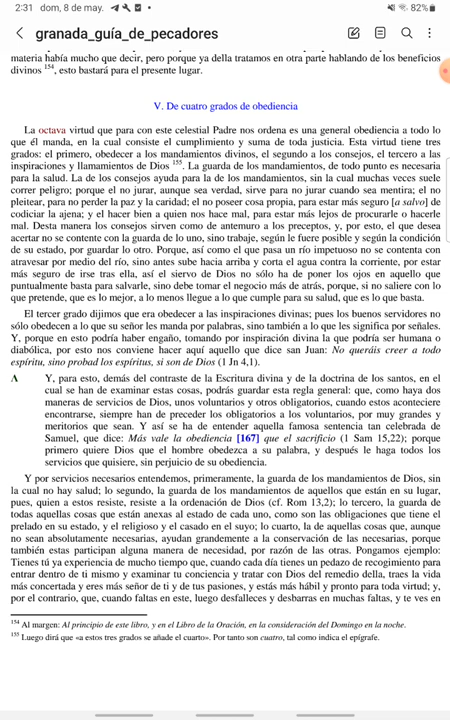 2:31 dom., 8 de may.
82%
granada_guía_de_pecadores
materia había mucho que decir, pero porque ya della tratamos en otra parte hablando de los beneficios
divinos 154, esto bastará para el presente lugar.
V. De cuatro grados de obediencia
La octava virtud que para con este celestial Padre nos ordena es una general obediencia a todo lo
que él manda, en la cual consiste el cumplimiento y suma de toda justicia. Esta virtud tiene tres
grados: el primero, obedecer a los mandamientos divinos, el segundo a los consejos, el tercero a las
inspiraciones y llamamientos de Dios 155. La guarda de los mandamientos, de todo punto es necesaria
para la salud. La de los consejos ayuda para la de los mandamientos, sin la cual muchas veces suele
correr peligro; porque el no jurar, aunque sea verdad, sirve para no jurar cuando sea mentira; el no
pleitear, para no perder la paz y la caridad; el no poseer cosa propia, para estar más seguro [a salvo] de
codiciar la ajena; y el hacer bien a quien nos hace mal, para estar más lejos de procurarle o hacerle
mal. Desta manera los consejos sirven como de antemuro a los preceptos, y, por esto, el que desea
acertar no se contente con la guarda de lo uno, sino trabaje, según le fuere posible y según la condición
de su estado, por guardar lo otro. Porque, así como el que pasa un río impetuoso no se contenta con
atravesar por medio del río, sino antes sube hacia arriba y corta el agua contra la corriente, por estar
más seguro de irse tras ella, así el siervo de Dios no sólo ha de poner los ojos en aquello que
puntualmente basta para salvarle, sino debe tomar el negocio más de atrás, porque, si no saliere con lo
que pretende, que es lo mejor, a lo menos llegue a lo que cumple para su salud, que es lo que basta.
El tercer grado dijimos que era obedecer a las inspiraciones divinas; pues los buenos servidores no
sólo obedecen a lo que su señor les manda por palabras, sino también a lo que les significa por señales.
Y, porque en esto podría haber engaño, tomando por inspiración divina la que podría ser humana o
diabólica, por esto nos conviene hacer aquí aquello que dice san Juan: No queráis creer a todo
espíritu, sino probad los espíritus, si son de Dios (1 Jn 4,1).
A Y, para esto, demás del contraste de la Escritura divina y de la doctrina de los santos, en el
cual se han de examinar estas cosas, podrás guardar esta regla general: que, como haya dos
maneras de servicios de Dios, unos voluntarios y otros obligatorios, cuando estos aconteciere
encontrarse, siempre han de preceder los obligatorios a los voluntarios, por muy grandes y
meritorios que sean. Y así se ha de entender aquella famosa sentencia tan celebrada de
Samuel, que dice: Más vale la obediencia [167] que el sacrificio (1 Sam 15,22); porque
primero quiere Dios que el hombre obedezca a su palabra, y después le haga todos los
servicios que quisiere, sin perjuicio de su obediencia.
Y por servicios necesarios entendemos, primeramente, la guarda de los mandamientos de Dios, sin
la cual no hay salud; lo segundo, la guarda de los mandamientos de aquellos que están en su lugar,
pues, quien a estos resiste, resiste a la ordenación de Dios (cf. Rom 13,2); lo tercero, la guarda de
todas aquellas cosas que están anexas al estado de cada uno, como son las obligaciones que tiene el
prelado en su estado, y el religioso y el casado en el suyo; lo cuarto, la de aquellas cosas que, aunque
no sean absolutamente necesarias, ayudan grandemente a la conservación de las necesarias, porque
también estas participan alguna manera de necesidad, por razón de las otras. Pongamos ejemplo:
Tienes tú ya experiencia de mucho tiempo que, cuando cada día tienes un pedazo de recogimiento para
entrar dentro de ti mismo y examinar tu conciencia y tratar con Dios del remedio della, traes la vida
más concertada y eres más señor de ti y de tus pasiones, y estás más hábil y pronto para toda virtud; y,
por el contrario, que, cuando faltas en este, luego desfalleces y desbarras en muchas faltas, y te ves en
154 Al margen: Al principio de este libro, y en el Libro de la Oración, en la consideración del Domingo en la noche.
155 Luego dirá que «a estos tres grados se añade el cuarto». Por tanto son cuatro, tal como indica el epígrafe.